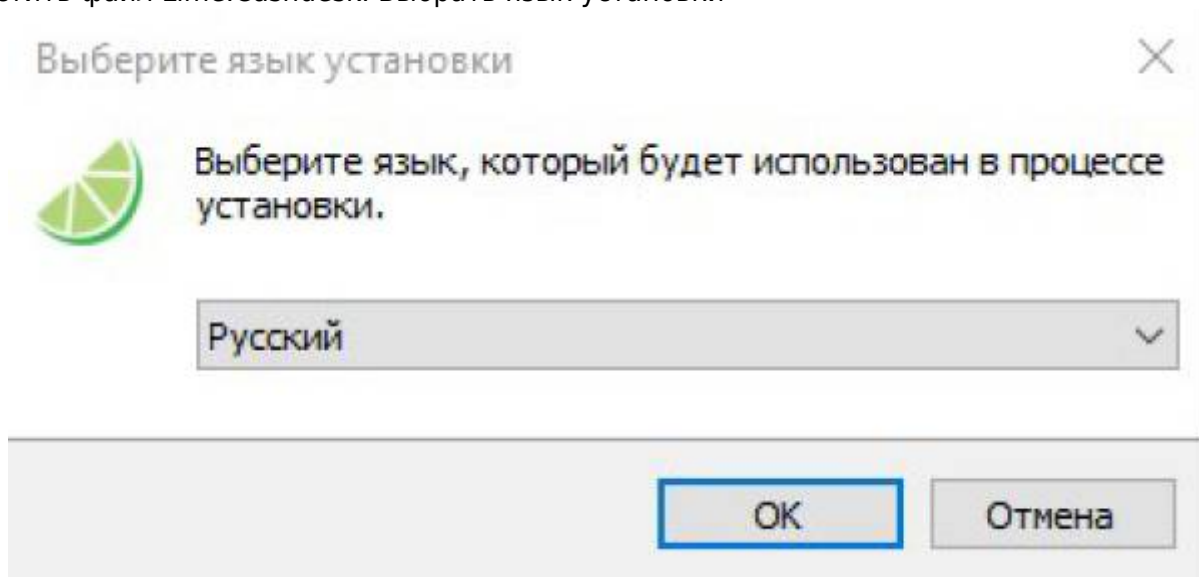 Выберите язык установки
Выберите язык, который будет использован в процессе
установки.
Русский
OK
Отмена